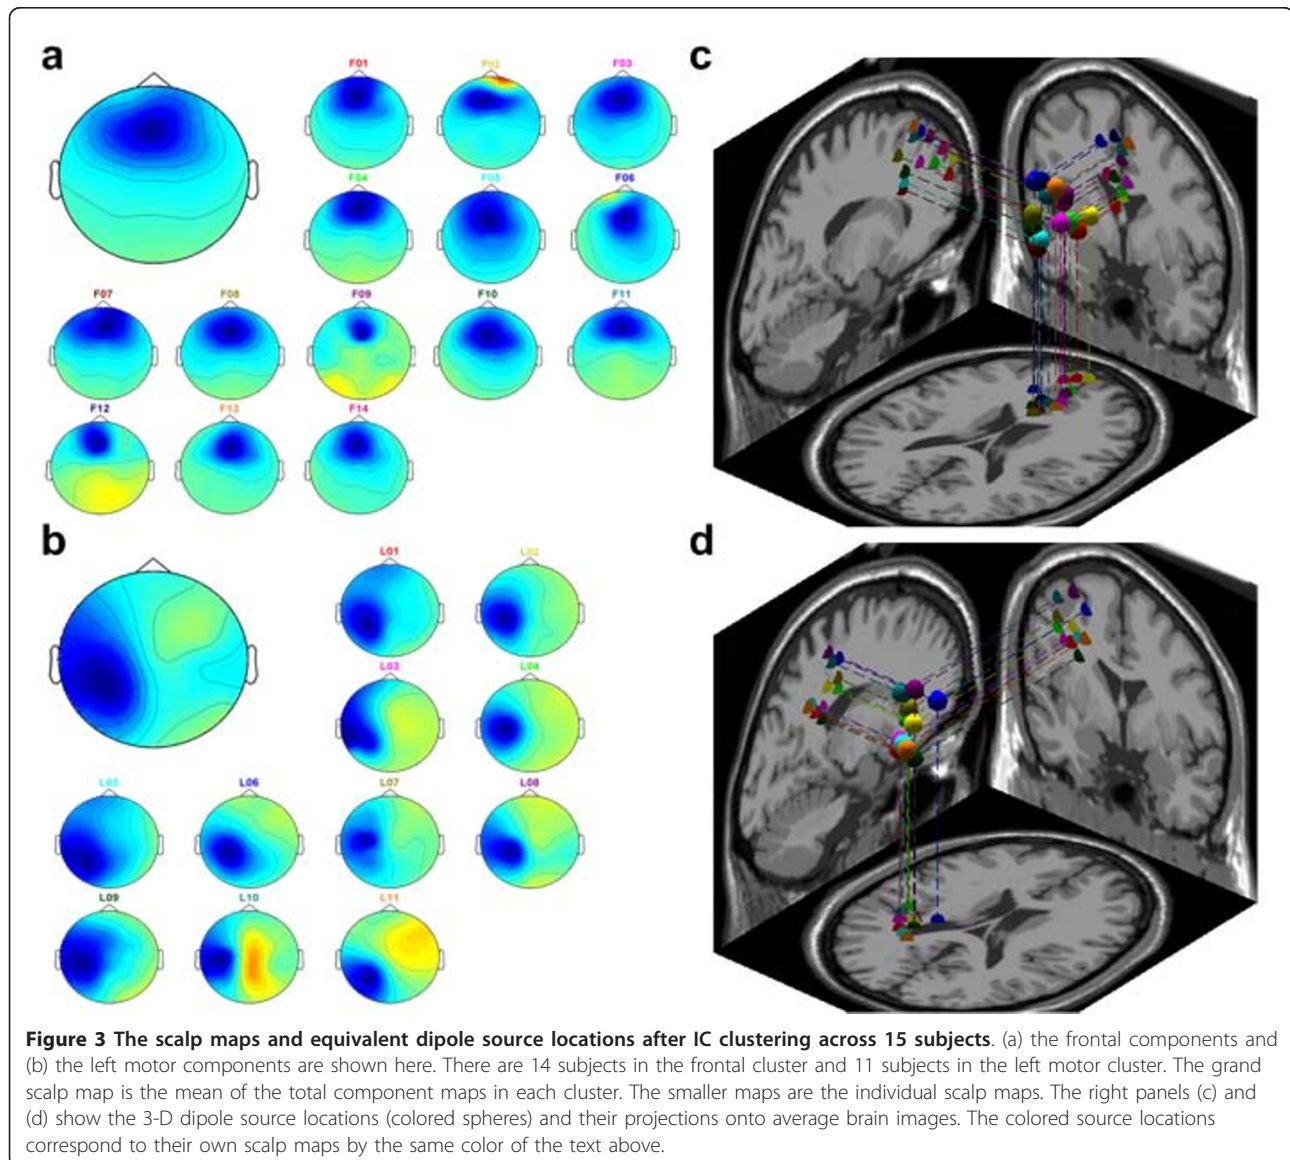 a
c
F01 F02 F03
F04 F05 F06
F07 F08 F09 F10 F11
F12 F13 F14
b
d
L01 L02
L03 L04
L05 L06 L07 L08
L09 L10 L11
Figure 3 The scalp maps and equivalent dipole source locations after IC clustering across 15 subjects. (a) the frontal components and
(b) the left motor components are shown here. There are 14 subjects in the frontal cluster and 11 subjects in the left motor cluster. The grand
scalp map is the mean of the total component maps in each cluster. The smaller maps are the individual scalp maps. The right panels (c) and
(d) show the 3-D dipole source locations (colored spheres) and their projections onto average brain images. The colored source locations
correspond to their own scalp maps by the same color of the text above.